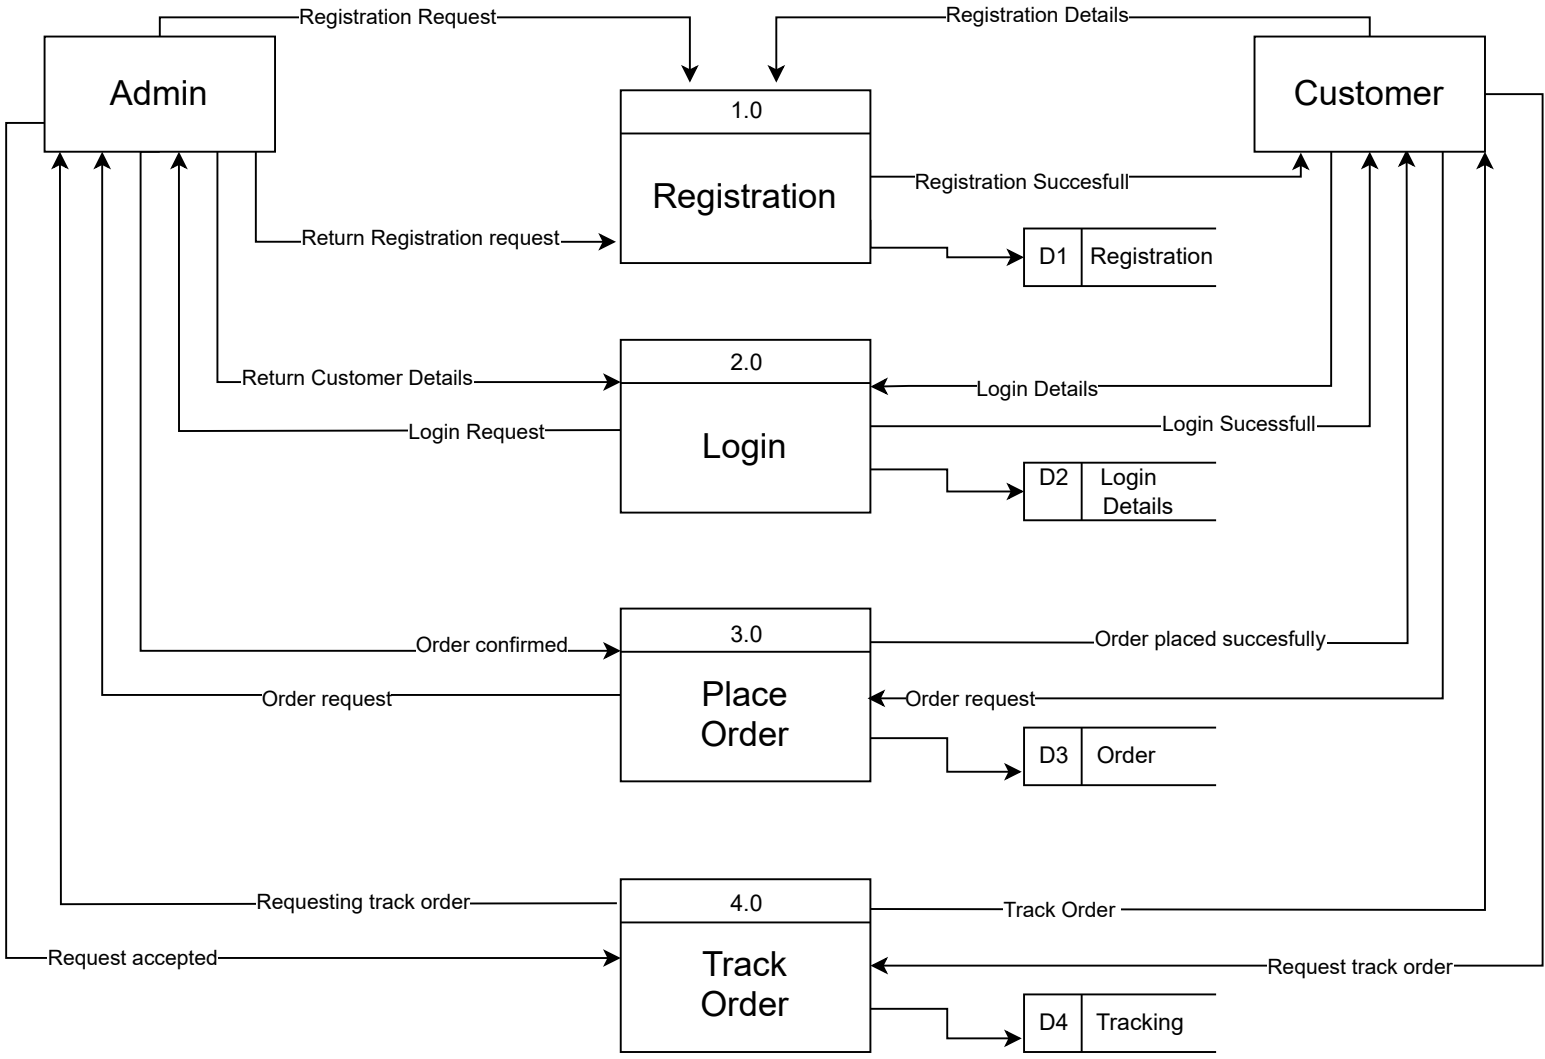 Registration Request
Registration Details
Admin
Customer
1.0
Registration
Registration Succesfull
Return Registration request
D1
Registration
2.0
Return Customer Details
Login Details
Login Request
Login
Login Sucessfull
D2
Login
Details
3.0
Order confirmed
Order placed succesfully
Order request
Place
Order
Order request
D3
Order
4.0
Requesting track order
Track Order
Request accepted
Track
Order
Request track order
D4
Tracking